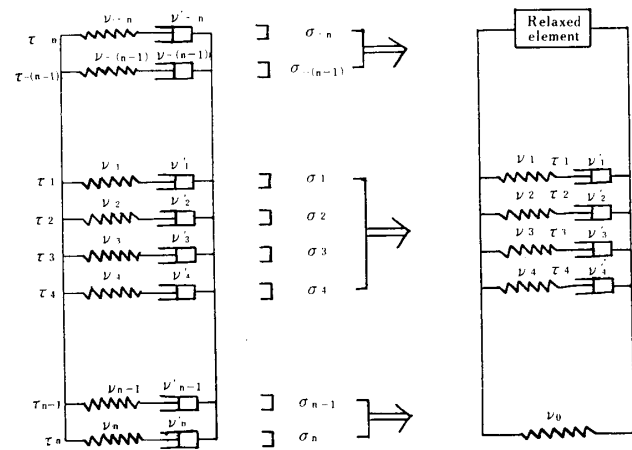 ν-n ν'-n
τ-n σ-n
ν-(n-1) ν-(n-1)
τ-(n-1) σ-(n-1)
Relaxed
element
ν1 ν'1
τ1 σ1
ν2 ν'2
τ2 σ2
ν3 ν'3
τ3 σ3
ν4 ν'4
τ4 σ4
ν1 τ1 ν'1
ν2 τ2 ν'2
ν3 τ3 ν'3
ν4 τ4 ν'4
νn-1 ν'n-1
τn-1 σn-1
νn ν'n
τn σn
ν0